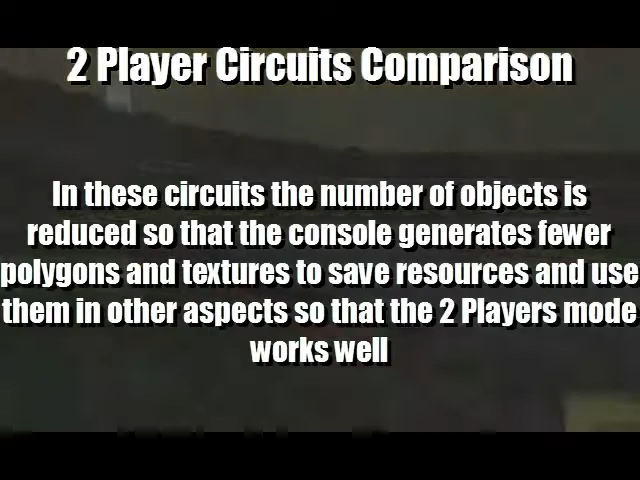 2 Player Circuits Comparison
In these circuits the number of objects is
reduced so that the console generates fewer
polygons and textures to save resources and use
them in other aspects so that the 2 Players mode
works well